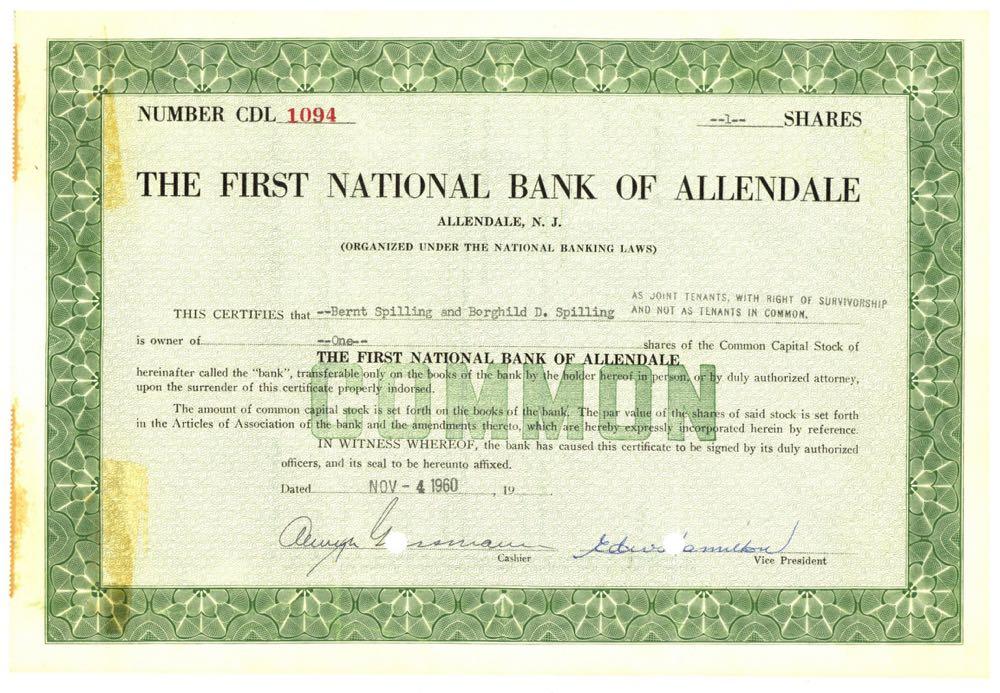 NUMBER CDL 1094 --1-- SHARES
THE FIRST NATIONAL BANK OF ALLENDALE
ALLENDALE, N. J.
(ORGANIZED UNDER THE NATIONAL BANKING LAWS)
AS JOINT TENANTS, WITH RIGHT OF SURVIVORSHIP
THIS CERTIFIES that --Bernt Spilling and Borghild D. Spilling AND NOT AS TENANTS IN COMMON.
is owner of --One-- shares of the Common Capital Stock of
THE FIRST NATIONAL BANK OF ALLENDALE,
hereinafter called the "bank", transferable only on the books of the bank by the holder hereof in person, or by duly authorized attorney,
upon the surrender of this certificate properly indorsed.
COMMON
The amount of common capital stock is set forth on the books of the bank. The par value of the shares of said stock is set forth
in the Articles of Association of the bank and the amendments thereto, which are hereby expressly incorporated herein by reference.
IN WITNESS WHEREOF, the bank has caused this certificate to be signed by its duly authorized
officers, and its seal to be hereunto affixed.
Dated NOV - 4 1960, 19
Cashier
Vice President